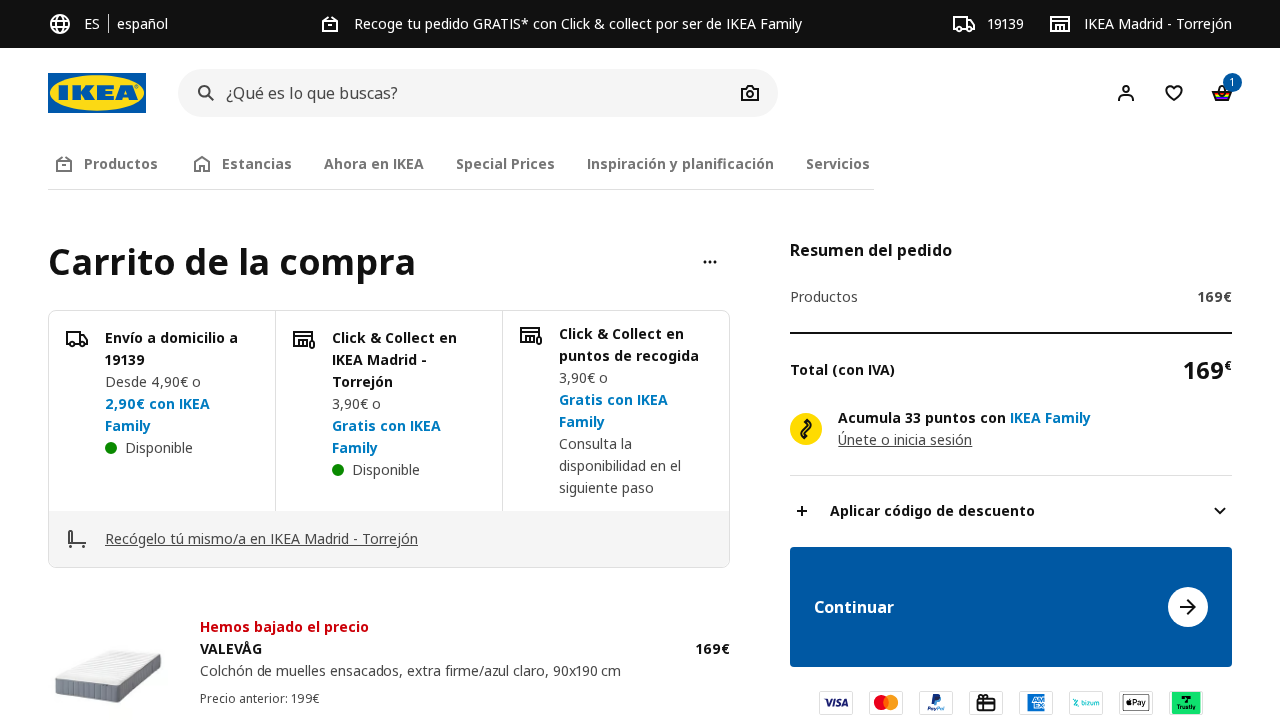 ES español
Recoge tu pedido GRATIS* con Click & collect por ser de IKEA Family
19139
IKEA Madrid - Torrejón
IKEA
¿Qué es lo que buscas?
1
Productos
Estancias
Ahora en IKEA
Special Prices
Inspiración y planificación
Servicios
Carrito de la compra
Envío a domicilio a
19139
Desde 4,90€ o
2,90€ con IKEA
Family
Disponible
Click & Collect en
IKEA Madrid -
Torrejón
3,90€ o
Gratis con IKEA
Family
Disponible
Click & Collect en
puntos de recogida
3,90€ o
Gratis con IKEA
Family
Consulta la
disponibilidad en el
siguiente paso
Recógelo tú mismo/a en IKEA Madrid - Torrejón
Hemos bajado el precio
VALEVÅG 169€
Colchón de muelles ensacados, extra firme/azul claro, 90x190 cm
Precio anterior: 199€
Resumen del pedido
Productos 169€
Total (con IVA) 169€
Acumula 33 puntos con IKEA Family
Únete o inicia sesión
Aplicar código de descuento
Continuar
VISA
PayPal
AMEX
bizum
Apple Pay
Trustly